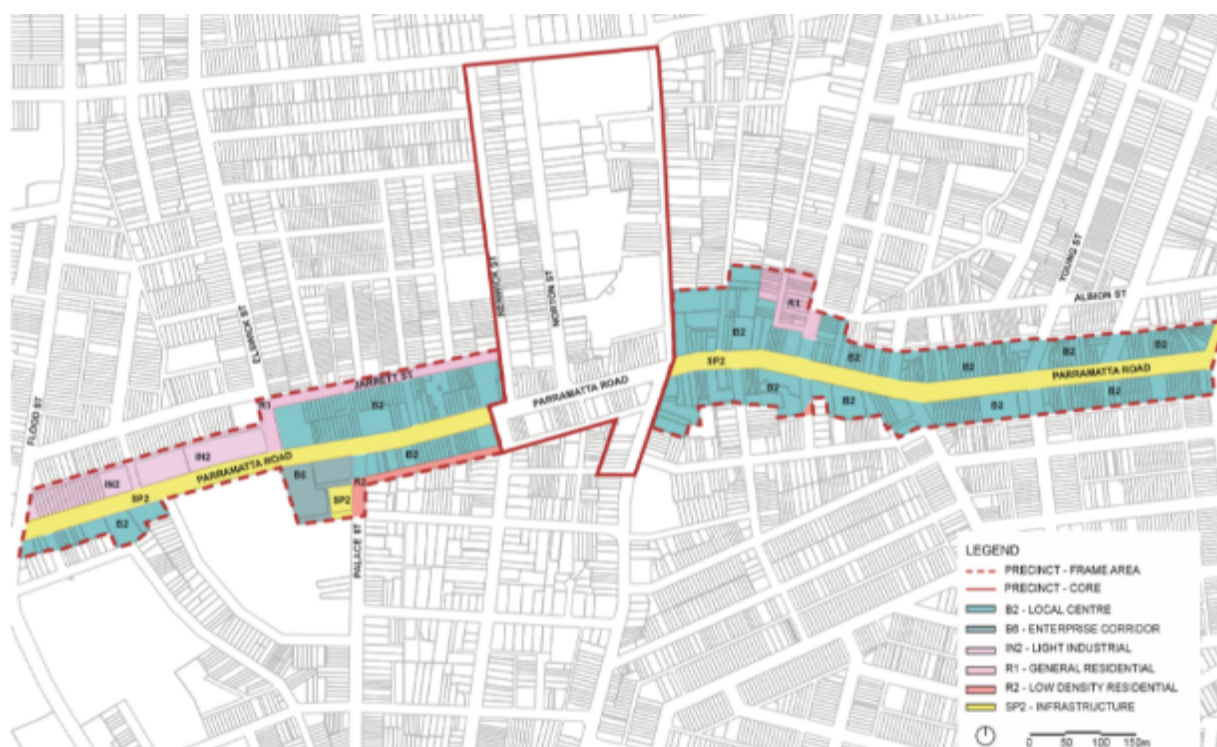 RENWICK ST
NORTON ST
YOUNG ST
ALBION ST
R1
B2
SP2
B2
B2
B2
B2
PARRAMATTA ROAD
B2
B2
B2
B2
ELSWICK ST
JARRETT ST
PARRAMATTA ROAD
R1
B2
FLOOD ST
IN2
B2
IN2
PARRAMATTA ROAD
B6
R2
SP2
SP2
B2
PALACE ST
LEGEND
PRECINCT - FRAME AREA
PRECINCT - CORE
B2 - LOCAL CENTRE
B6 - ENTERPRISE CORRIDOR
IN2 - LIGHT INDUSTRIAL
R1 - GENERAL RESIDENTIAL
R2 - LOW DENSITY RESIDENTIAL
SP2 - INFRASTRUCTURE
0 50 100 150m